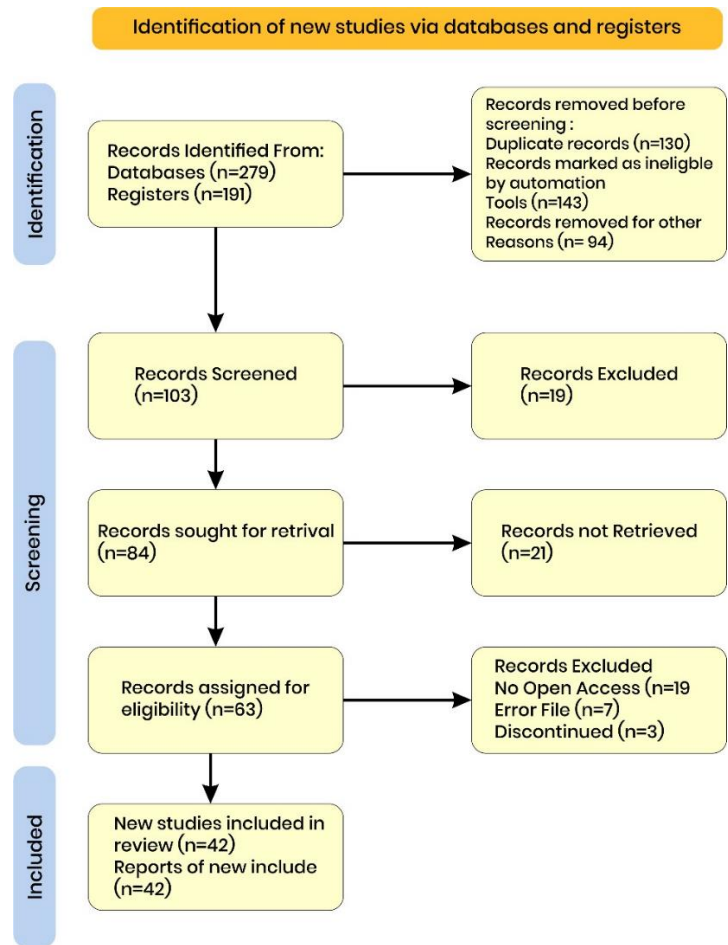 Identification of new studies via databases and registers
Identification
Records Identified From:
Databases (n=279)
Registers (n=191)
Records removed before
screening :
Duplicate records (n=130)
Records marked as ineligible
by automation
Tools (n=143)
Records removed for other
Reasons (n= 94)
Screening
Records Screened
(n=103)
Records Excluded
(n=19)
Records sought for retrival
(n=84)
Records not Retrieved
(n=21)
Records assigned for
eligibility (n=63)
Records Excluded
No Open Access (n=19
Error File (n=7)
Discontinued (n=3)
Included
New studies included in
review (n=42)
Reports of new include
(n=42)